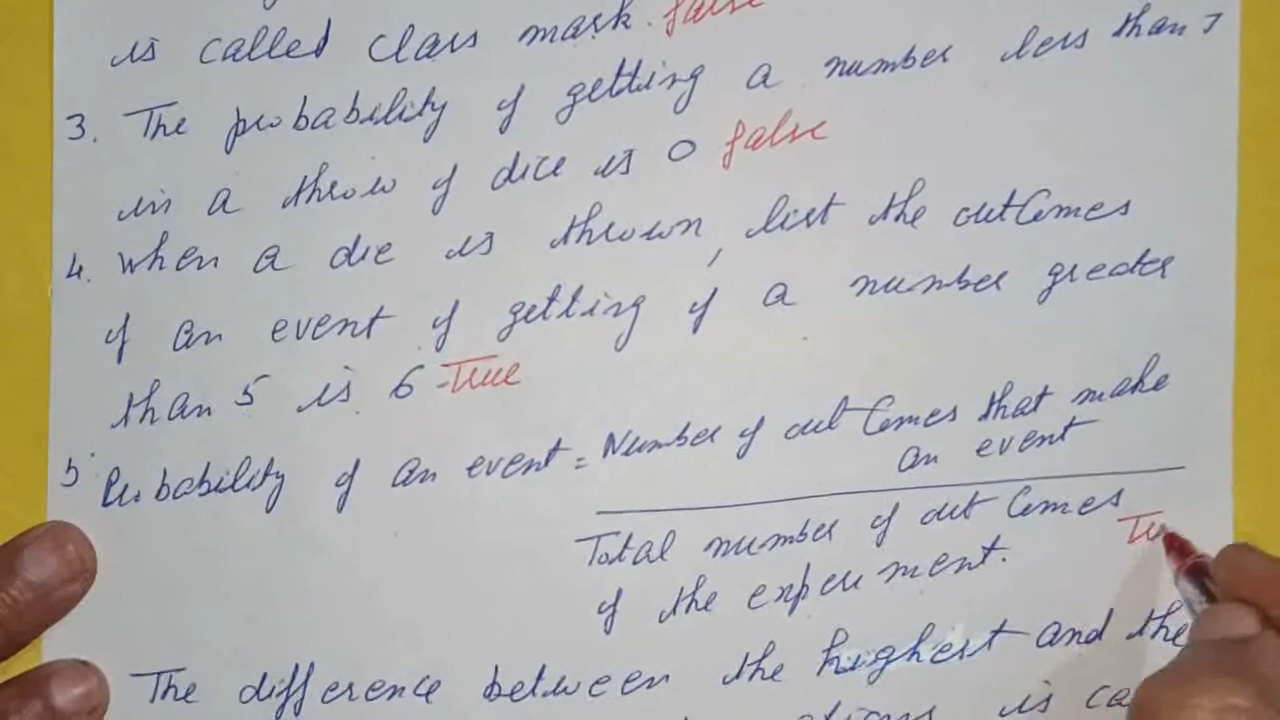 is called class mark. false
3. The probability of getting a number less than 7
in a throw of dice is 0 false
4. When a die is thrown, list the outcomes
of an event of getting of a number greater
than 5 is 6 - True
5. Probability of an event = Number of outcomes that make
an event
Total number of outcomes
of the experiment. Tu
The difference between the highest and the
is ca